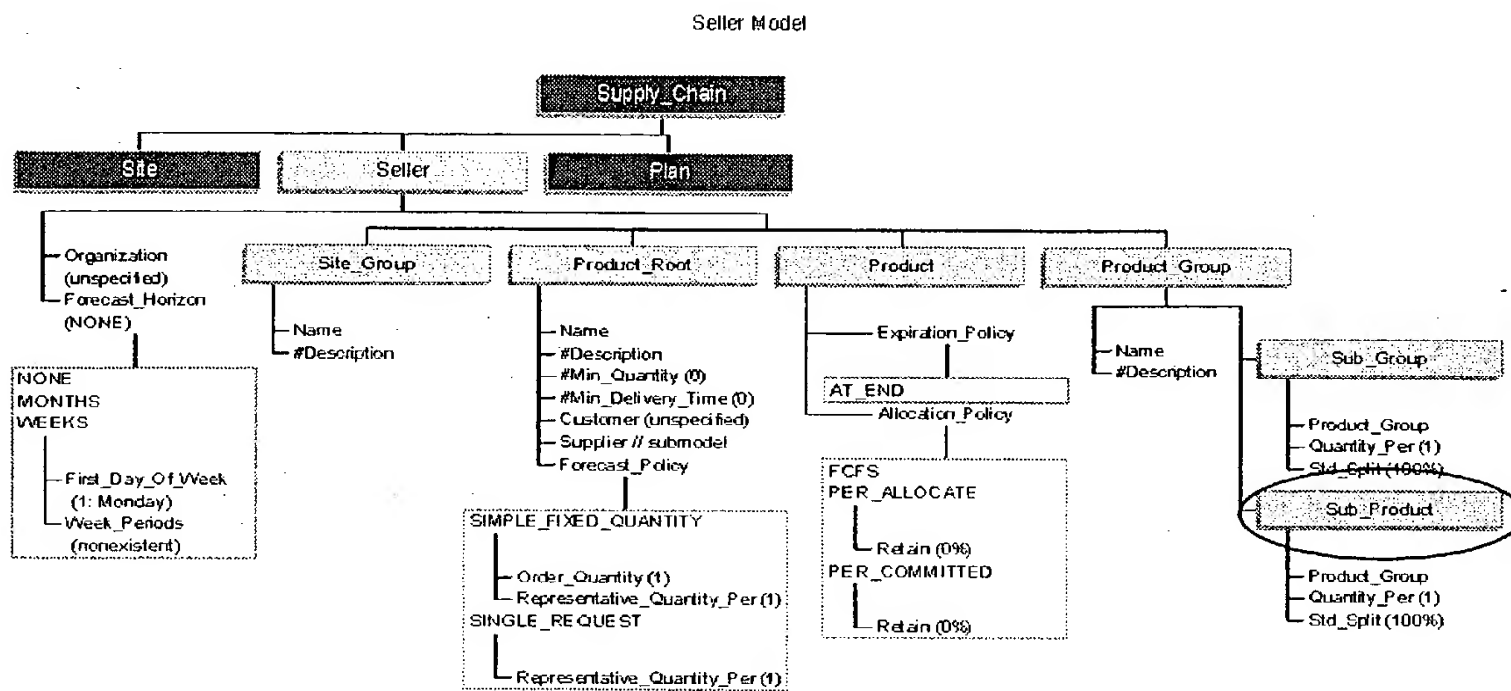 Seller Model
Supply_Chain
Site
Seller
Plan
Organization
(unspecified)
Forecast_Horizon
(NONE)
NONE
MONTHS
WEEKS
First_Day_Of_Week
(1: Monday)
Week_Periods
(nonexistent)
Site_Group
Name
#Description
Product_Root
Name
#Description
#Min_Quantity (0)
#Min_Delivery_Time (0)
Customer (unspecified)
Supplier // submodel
Forecast_Policy
SIMPLE_FIXED_QUANTITY
Order_Quantity (1)
Representative_Quantity_Per (1)
SINGLE_REQUEST
Representative_Quantity_Per (1)
Product
Expiration_Policy
AT_END
Allocation_Policy
FCFS
PER_ALLOCATE
Retain (0%)
PER_COMMITTED
Retain (0%)
Product_Group
Name
#Description
Sub_Group
Product_Group
Quantity_Per (1)
Std_Split (100%)
Sub_Product
Product_Group
Quantity_Per (1)
Std_Split (100%)